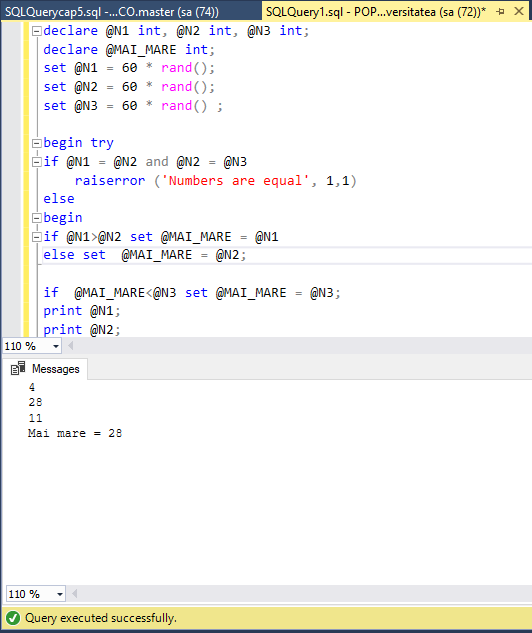 SQLQuerycap5.sql -...CO.master (sa (74))
SQLQuery1.sql - POP...versitatea (sa (72))*
declare @N1 int, @N2 int, @N3 int;
declare @MAI_MARE int;
set @N1 = 60 * rand();
set @N2 = 60 * rand();
set @N3 = 60 * rand() ;
begin try
if @N1 = @N2 and @N2 = @N3
raiserror ('Numbers are equal', 1,1)
else
begin
if @N1>@N2 set @MAI_MARE = @N1
else set  @MAI_MARE = @N2;
if  @MAI_MARE<@N3 set @MAI_MARE = @N3;
print @N1;
print @N2;
110 %
Messages
4
28
11
Mai mare = 28
110 %
Query executed successfully.